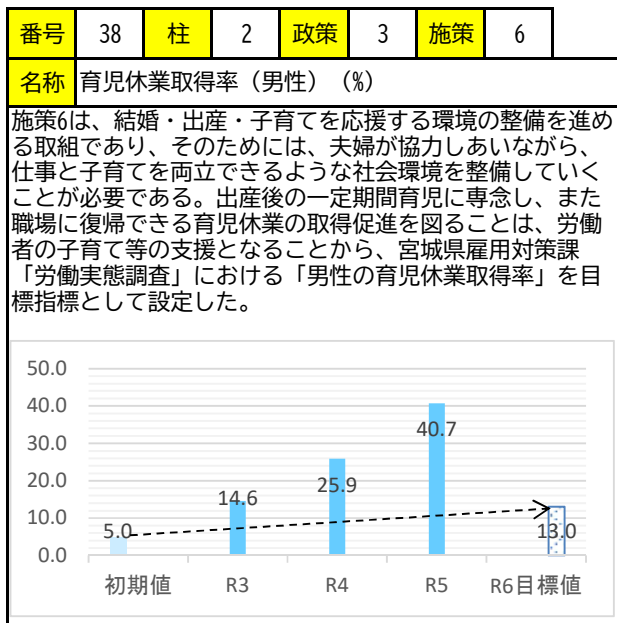 番号 38 柱 2 政策 3 施策 6
名称 育児休業取得率（男性）（%）
施策6は、結婚・出産・子育てを応援する環境の整備を進め
る取組であり、そのためには、夫婦が協力しあいながら、
仕事と子育てを両立できるような社会環境を整備していく
ことが必要である。出産後の一定期間育児に専念し、また
職場に復帰できる育児休業の取得促進を図ることは、労働
者の子育て等の支援となることから、宮城県雇用対策課
「労働実態調査」における「男性の育児休業取得率」を目
標指標として設定した。
50.0
40.0
30.0
20.0
10.0
0.0
5.0
14.6
25.9
40.7
13.0
初期値 R3 R4 R5 R6目標値